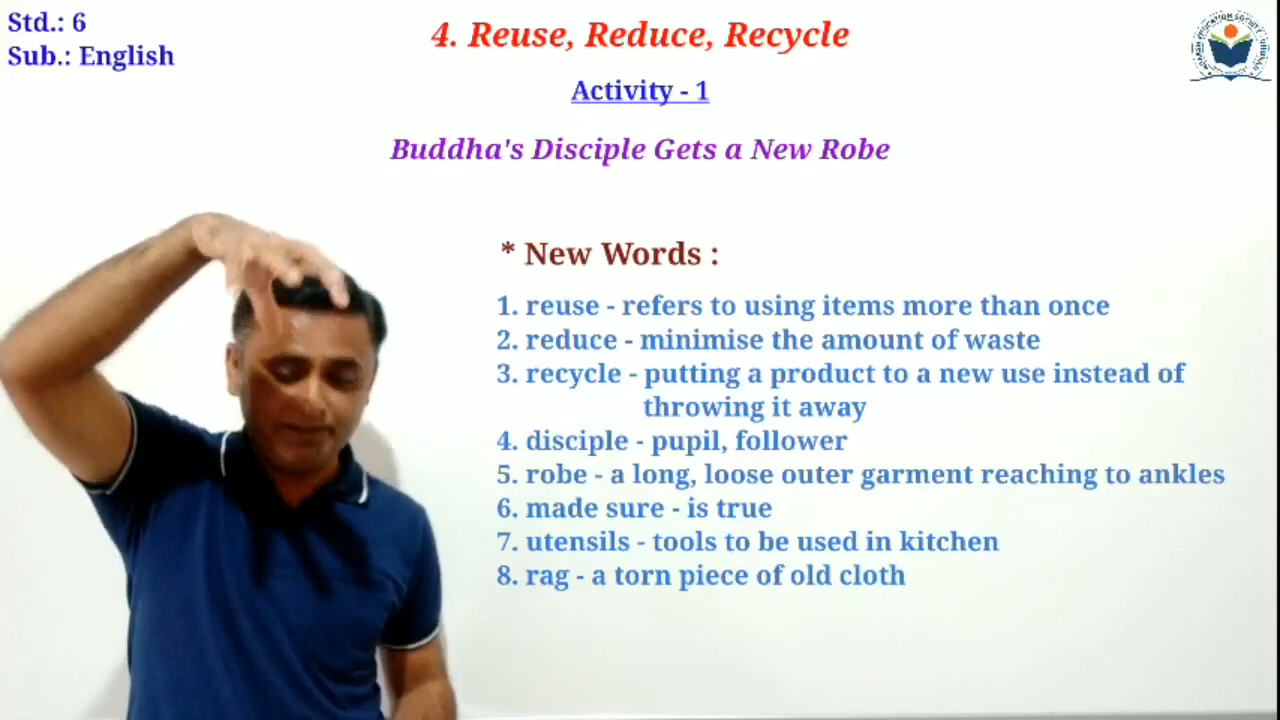 Std.: 6
Sub.: English
4. Reuse, Reduce, Recycle
Activity - 1
Buddha's Disciple Gets a New Robe
* New Words :
1. reuse - refers to using items more than once
2. reduce - minimise the amount of waste
3. recycle - putting a product to a new use instead of
throwing it away
4. disciple - pupil, follower
5. robe - a long, loose outer garment reaching to ankles
6. made sure - is true
7. utensils - tools to be used in kitchen
8. rag - a torn piece of old cloth